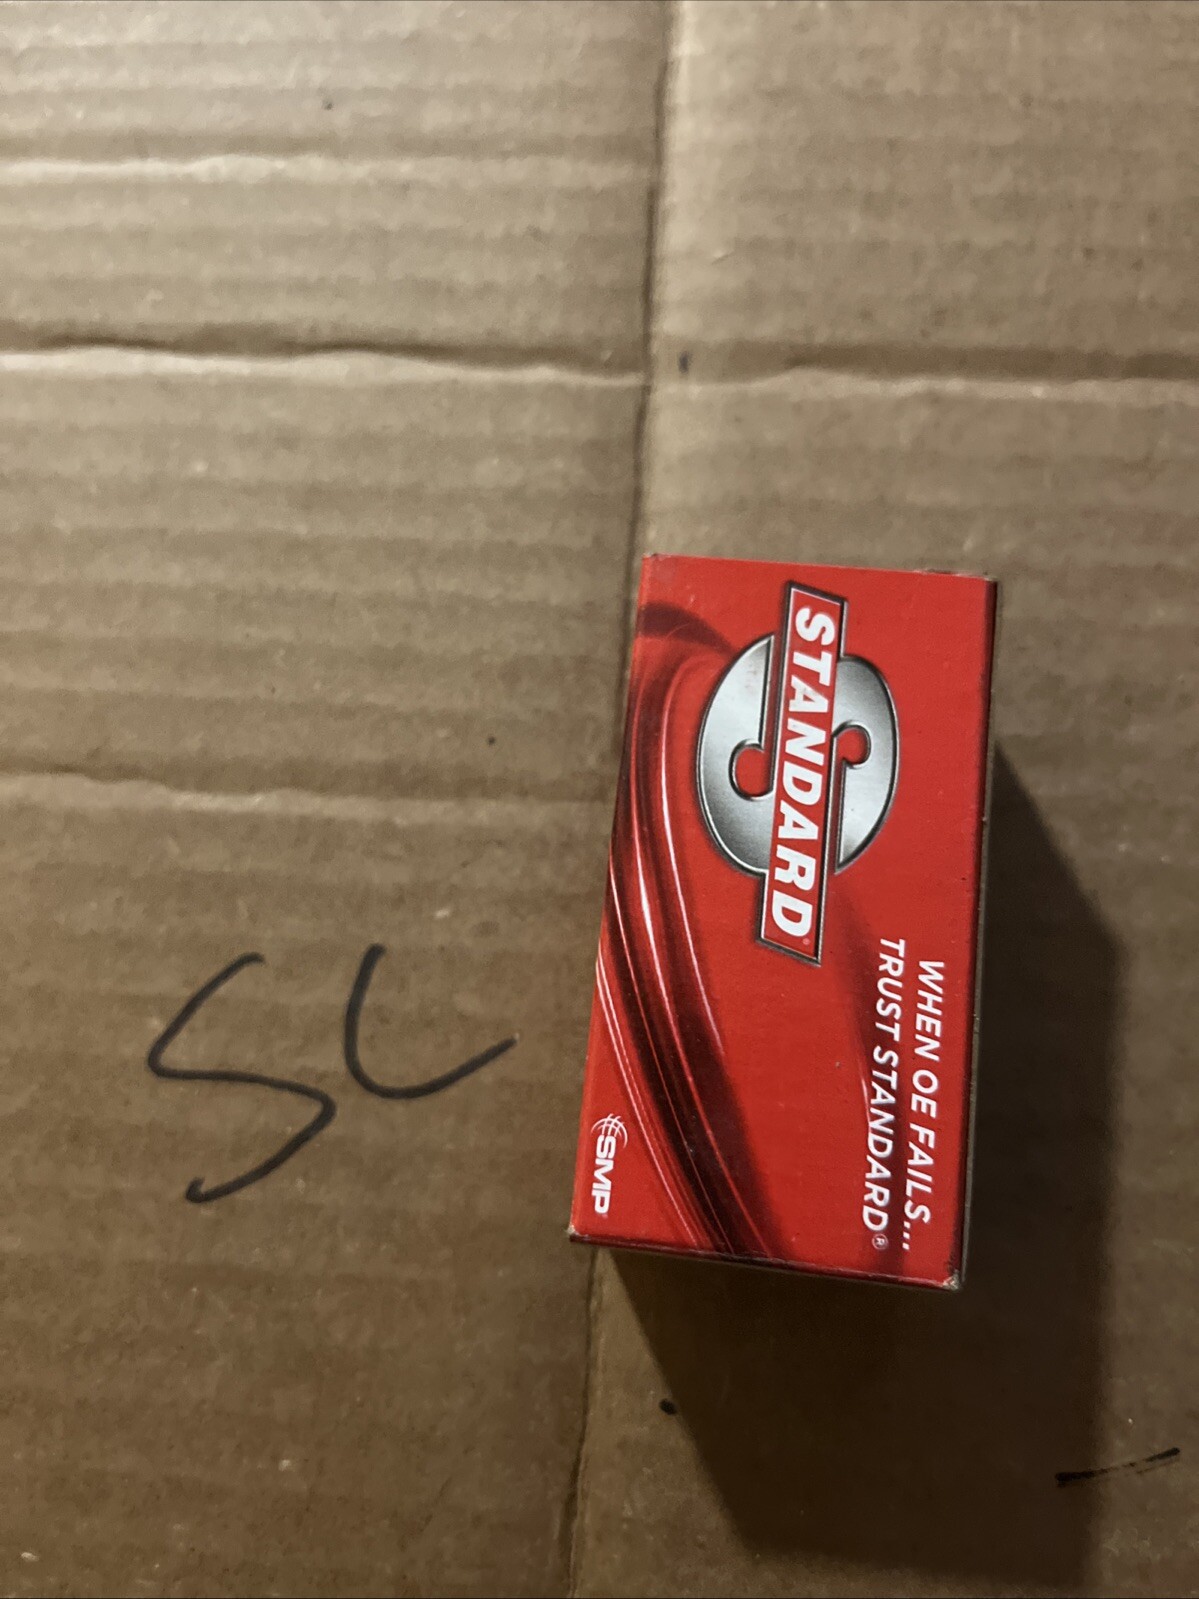 STANDARD®
WHEN OE FAILS...
TRUST STANDARD®
SMP
SL